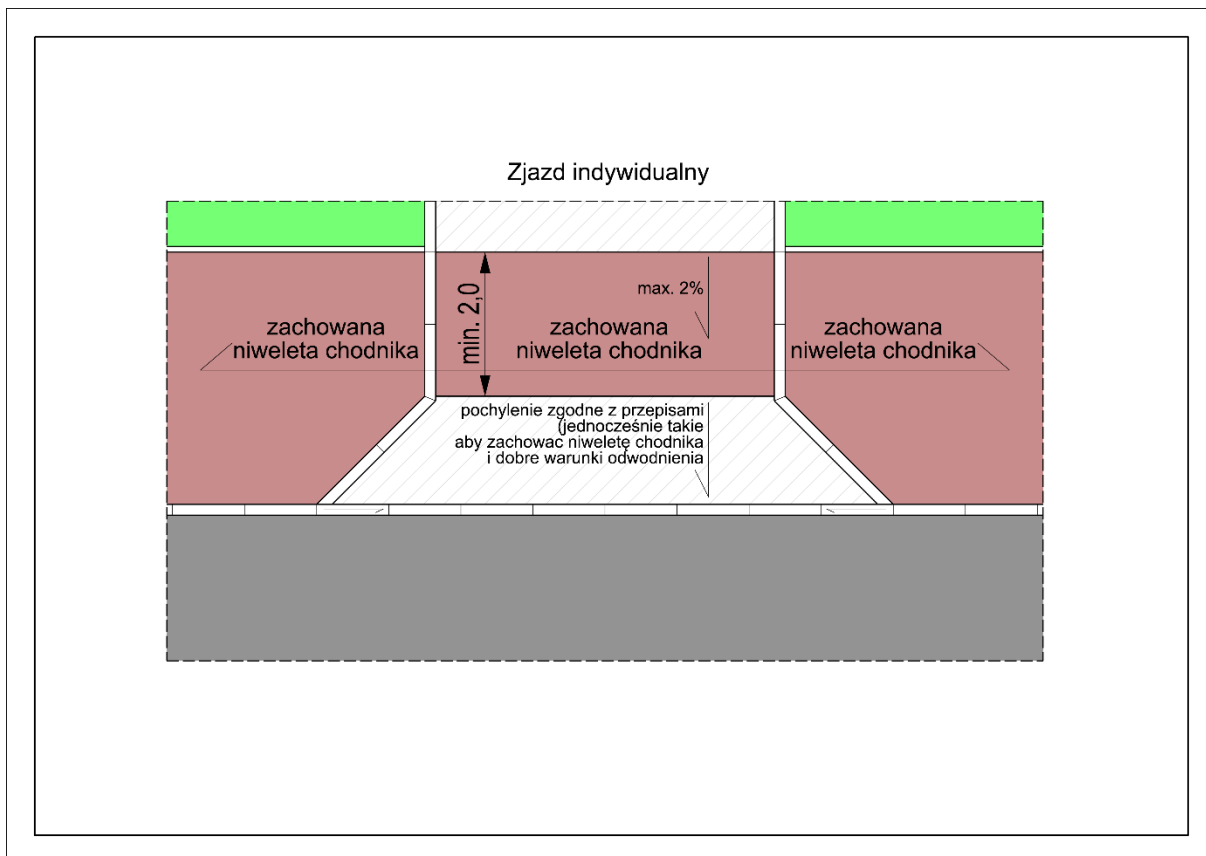 Zjazd indywidualny
max. 2%
min. 2,0
zachowana
niweleta chodnika
zachowana
niweleta chodnika
zachowana
niweleta chodnika
pochylenie zgodne z przepisami
(jednocześnie takie
aby zachować niweletę chodnika
i dobre warunki odwodnienia